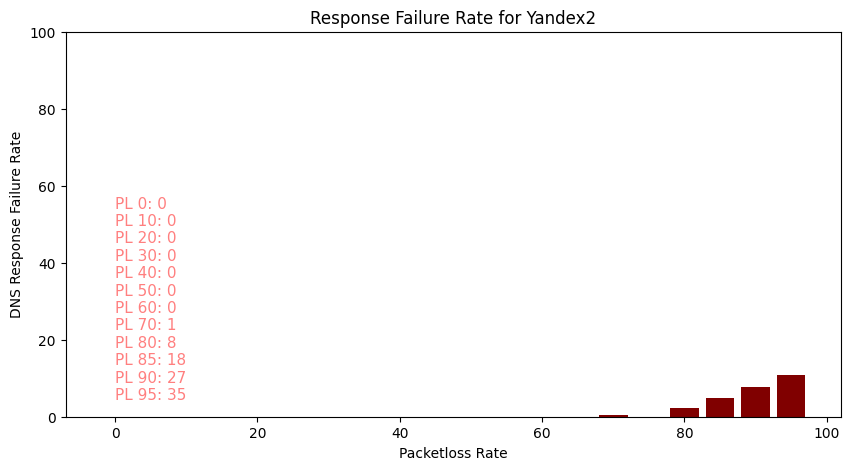 Response Failure Rate for Yandex2
100
80
60
40
20
0
DNS Response Failure Rate
PL 0: 0
PL 10: 0
PL 20: 0
PL 30: 0
PL 40: 0
PL 50: 0
PL 60: 0
PL 70: 1
PL 80: 8
PL 85: 18
PL 90: 27
PL 95: 35
0 20 40 60 80 100
Packetloss Rate